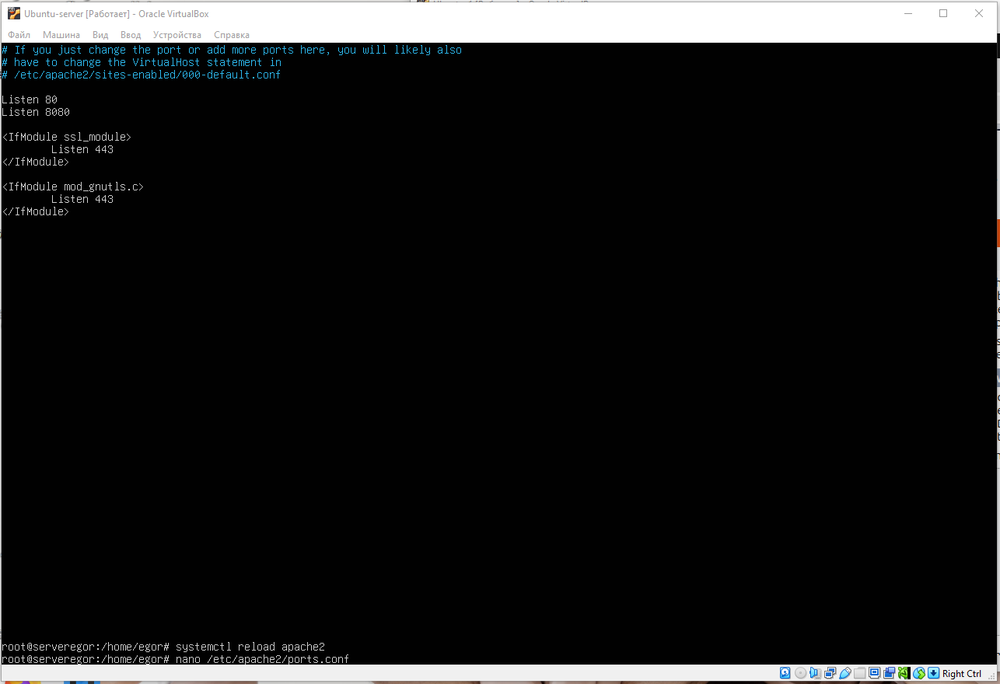 Ubuntu-server [Работает] - Oracle VirtualBox
Файл Машина Вид Ввод Устройства Справка
# If you just change the port or add more ports here, you will likely also
# have to change the VirtualHost statement in
# /etc/apache2/sites-enabled/000-default.conf
Listen 80
Listen 8080
<IfModule ssl_module>
Listen 443
</IfModule>
<IfModule mod_gnutls.c>
Listen 443
</IfModule>
root@serveregor:/home/egor# systemctl reload apache2
root@serveregor:/home/egor# nano /etc/apache2/ports.conf
Right Ctrl